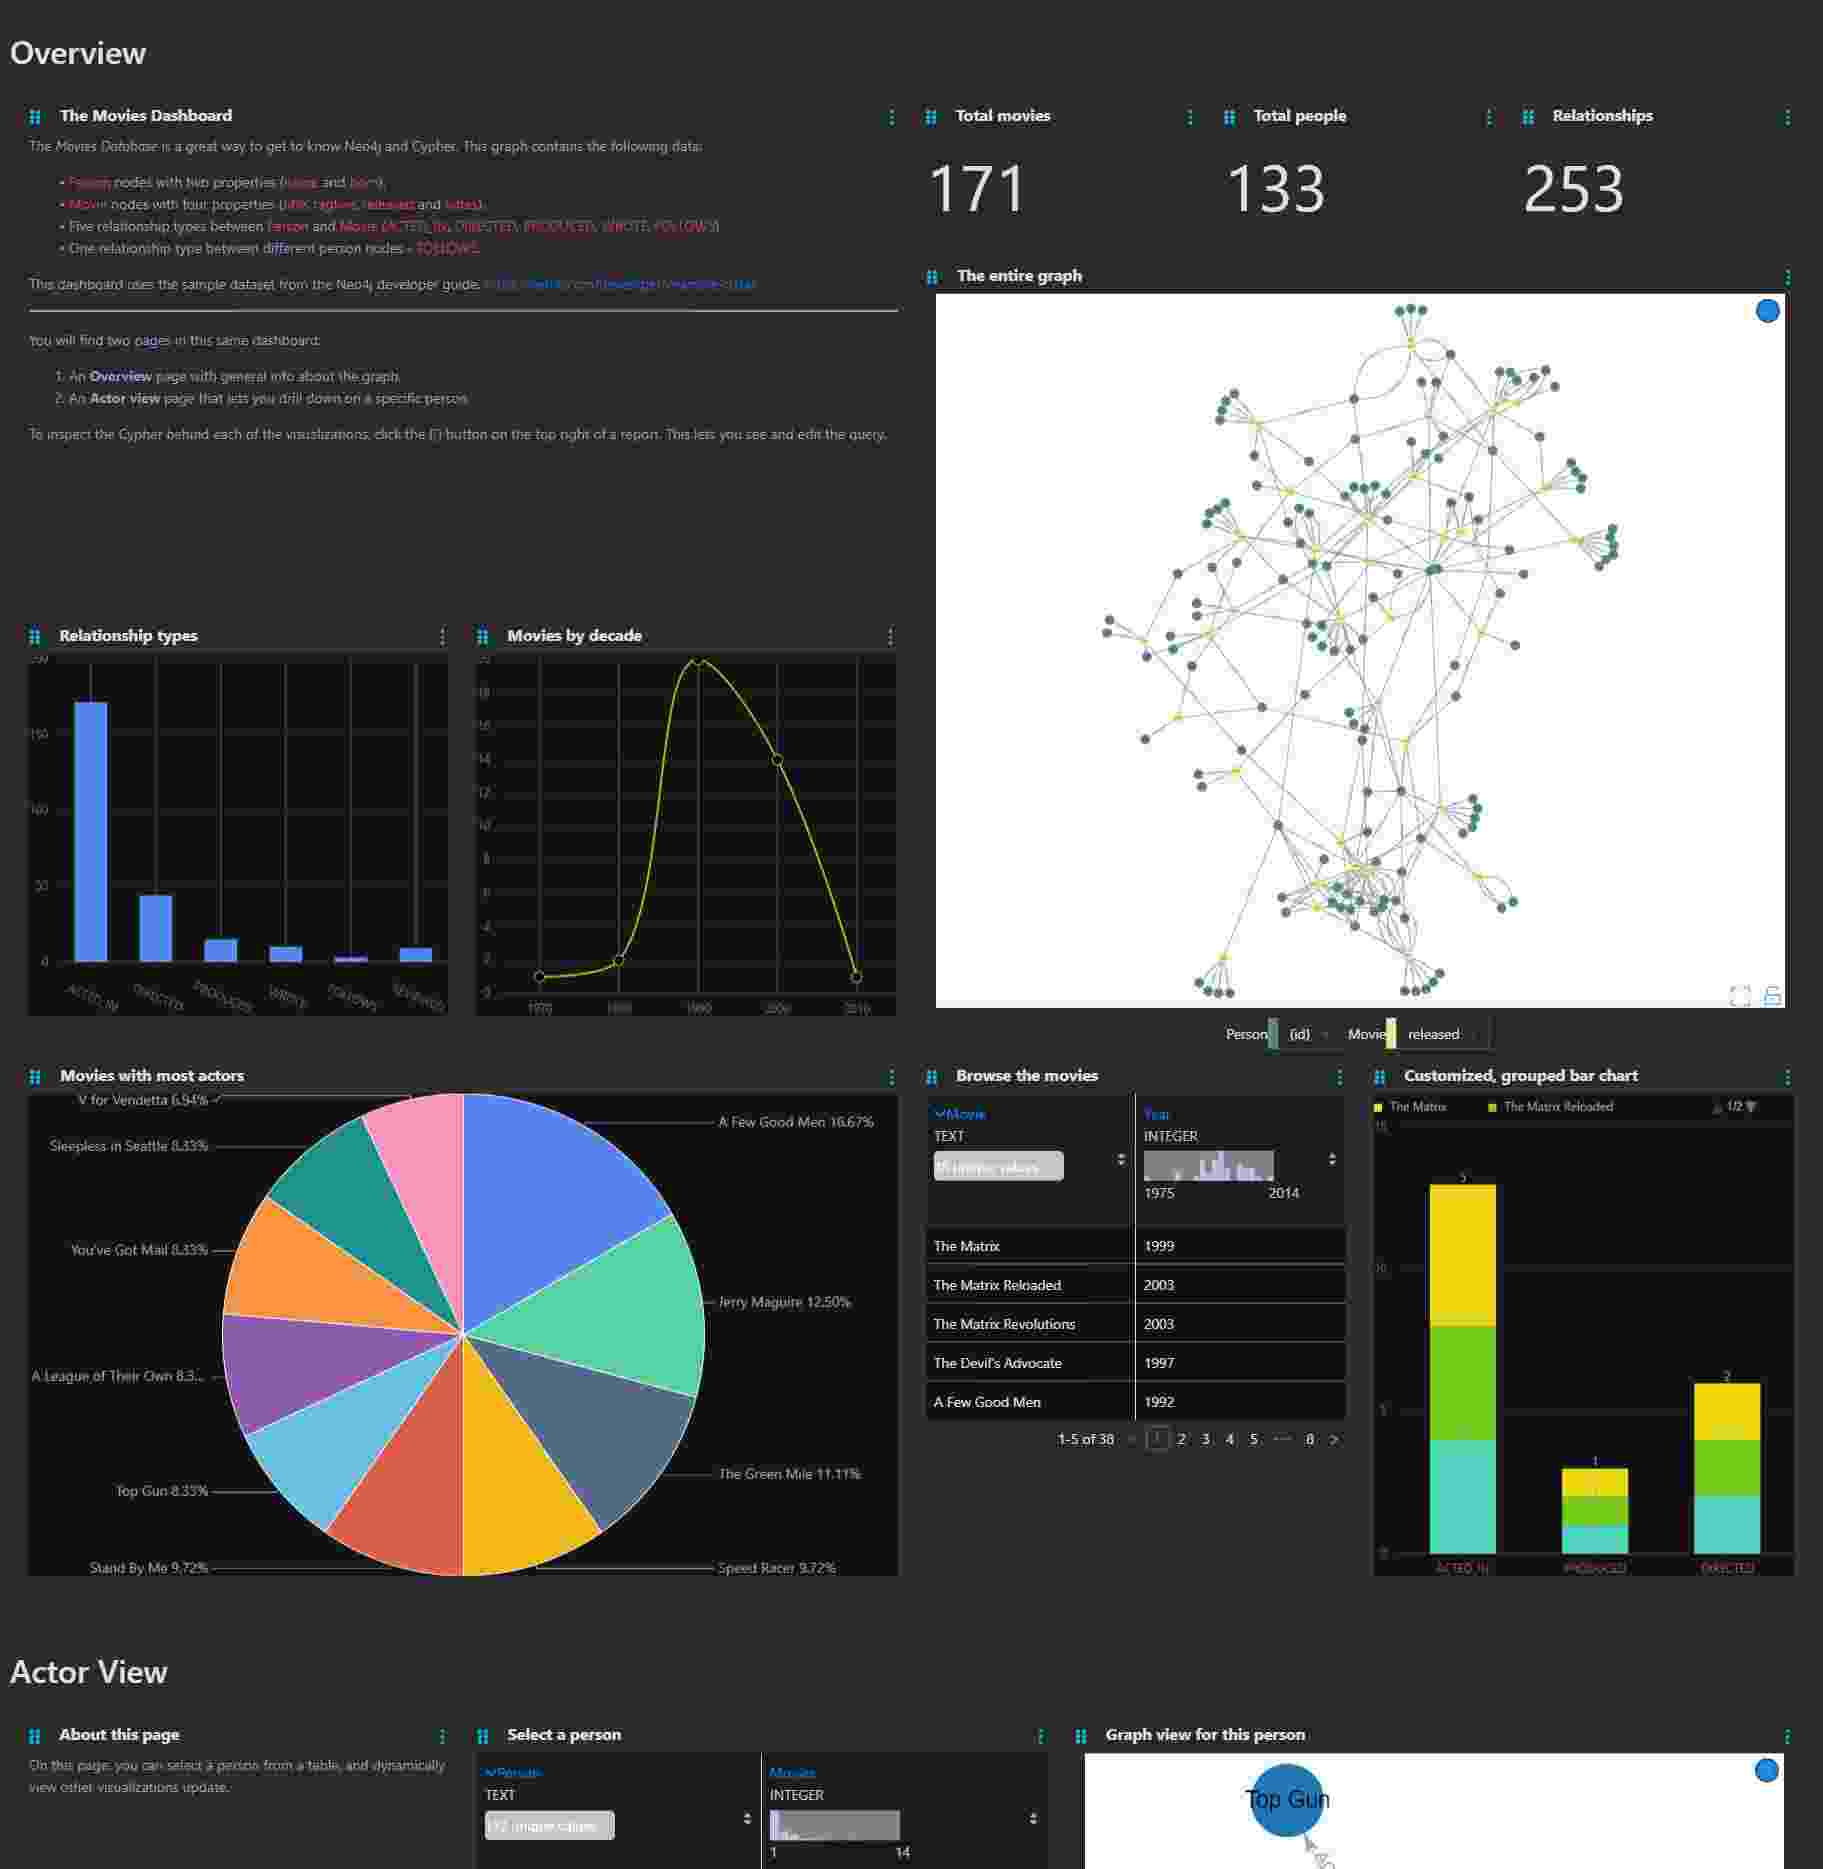 Overview
The Movies Dashboard
The Movies Database is a great way to get to know Neo4j and Cypher. This graph contains the following data:
• Person nodes with two properties (name and born).
• Movie nodes with four properties ( released and ).
• Five relationship types between Person and Movie (ACTED_IN, DIRECTED, PRODUCED, WROTE, FOLLOWS)
• One relationship type between different person nodes - FOLLOWS.
This dashboard uses the sample dataset from the Neo4j developer guide.
You will find two pages in this same dashboard:
1. An Overview page with general info about the graph.
2. An Actor view page that lets you drill down on a specific person.
To inspect the Cypher behind each of the visualizations, click the button on the top right of a report. This lets you see and edit the query.
Total movies
171
Total people
133
Relationships
253
The entire graph
Person (id) Movie released
Relationship types
200
150
100
50
0
ACTED_IN DIRECTED PRODUCED WROTE FOLLOWS REVIEWED
Movies by decade
20
18
16
14
12
10
8
6
4
2
0
1970 1980 1990 2000 2010
Movies with most actors
V for Vendetta 6.94%
A Few Good Men 16.67%
Sleepless in Seattle 8.33%
You've Got Mail 8.33%
Jerry Maguire 12.50%
A League of Their Own 8.3...
The Green Mile 11.11%
Top Gun 8.33%
Stand By Me 9.72%
Speed Racer 9.72%
Browse the movies
Movie Year
TEXT INTEGER
unique values
1975 2014
The Matrix 1999
The Matrix Reloaded 2003
The Matrix Revolutions 2003
The Devil's Advocate 1997
A Few Good Men 1992
1-5 of 38 < 1 2 3 4 5 ··· 8 >
Customized, grouped bar chart
The Matrix The Matrix Reloaded 1/2
15
10
5
0
5
1
2
ACTED_IN PRODUCED DIRECTED
Actor View
About this page
On this page, you can select a person from a table, and dynamically
view other visualizations update.
Select a person
Person Movies
TEXT INTEGER
unique values
1 14
Graph view for this person
Top Gun